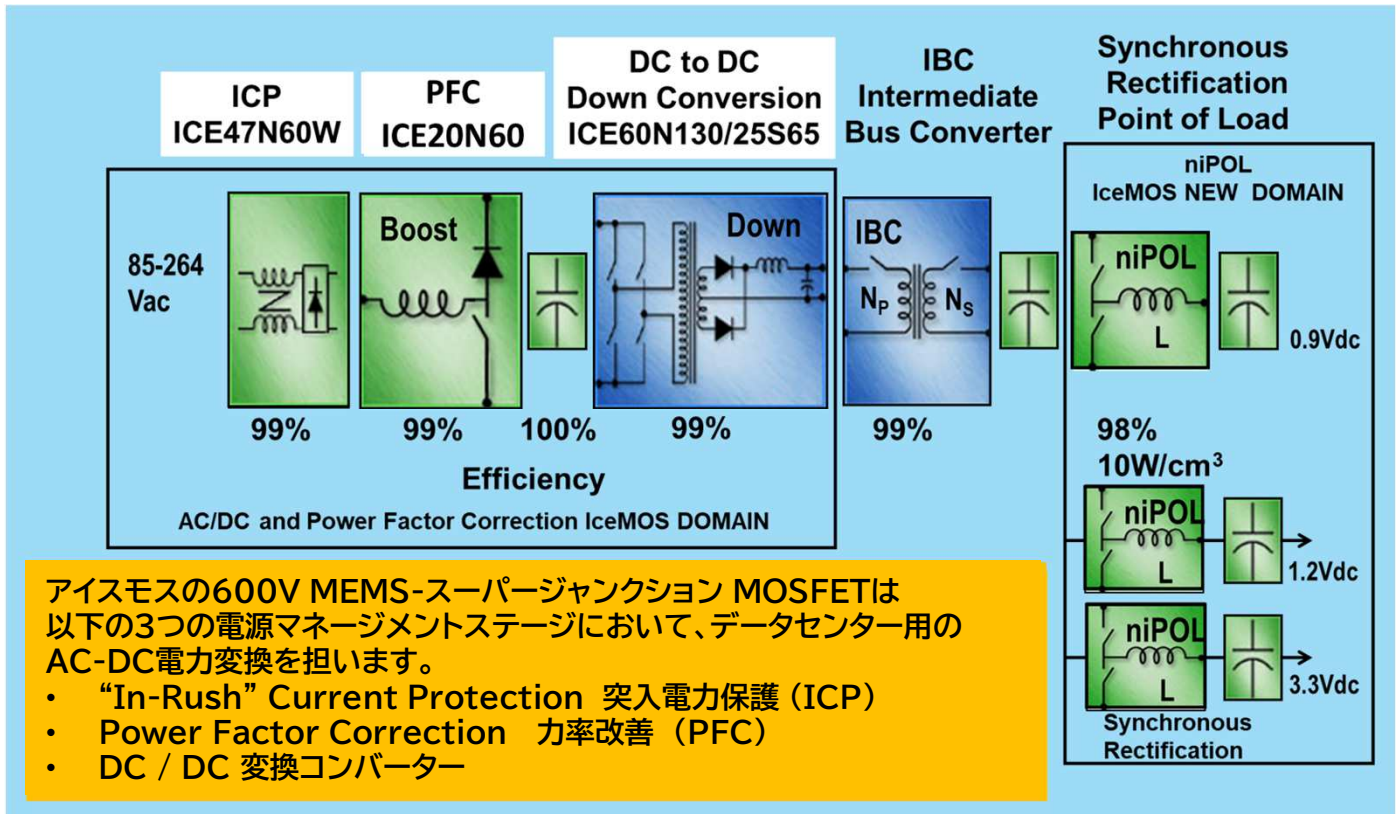 ICP
ICE47N60W
PFC
ICE20N60
DC to DC
Down Conversion
ICE60N130/25S65
IBC
Intermediate
Bus Converter
Synchronous
Rectification
Point of Load
85-264
Vac
Boost
Down
IBC
NP
NS
niPOL
IceMOS NEW DOMAIN
niPOL
L
0.9Vdc
99%
99%
100%
99%
99%
98%
10W/cm³
Efficiency
AC/DC and Power Factor Correction IceMOS DOMAIN
niPOL
L
1.2Vdc
niPOL
L
3.3Vdc
Synchronous
Rectification
アイスモスの600V MEMS-スーパージャンクション MOSFETは
以下の3つの電源マネージメントステージにおいて、データセンター用の
AC-DC電力変換を担います。
• “In-Rush” Current Protection 突入電力保護（ICP）
• Power Factor Correction 力率改善（PFC）
• DC / DC 変換コンバーター